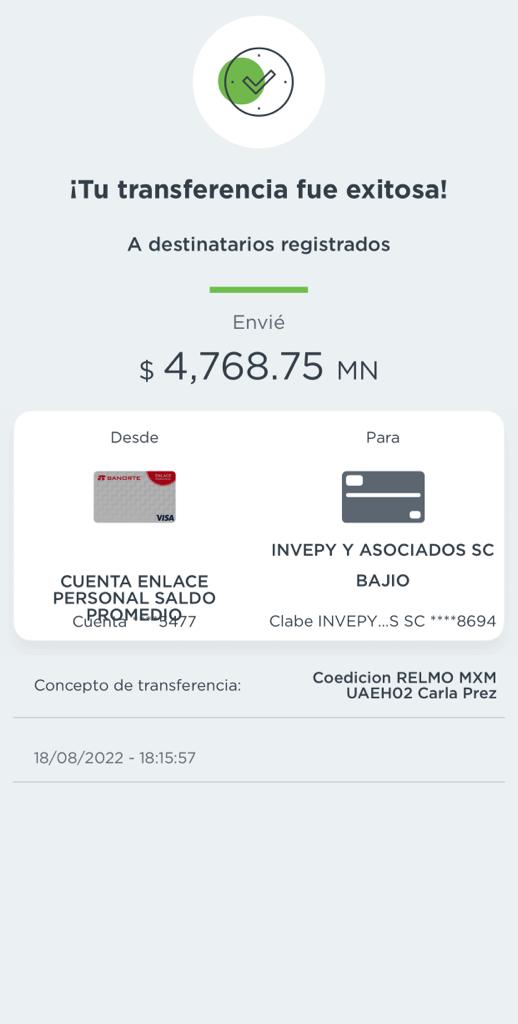 ¡Tu transferencia fue exitosa!
A destinatarios registrados
Envié
$ 4,768.75 MN
Desde
Para
BANORTE
ENLACE
VISA
INVEPY Y ASOCIADOS SC
BAJIO
CUENTA ENLACE
PERSONAL SALDO
PROMEDIO
Cuenta ****5477
Clabe INVEPY...S SC ****8694
Concepto de transferencia:
Coedicion RELMO MXM
UAEH02 Carla Prez
18/08/2022 - 18:15:57